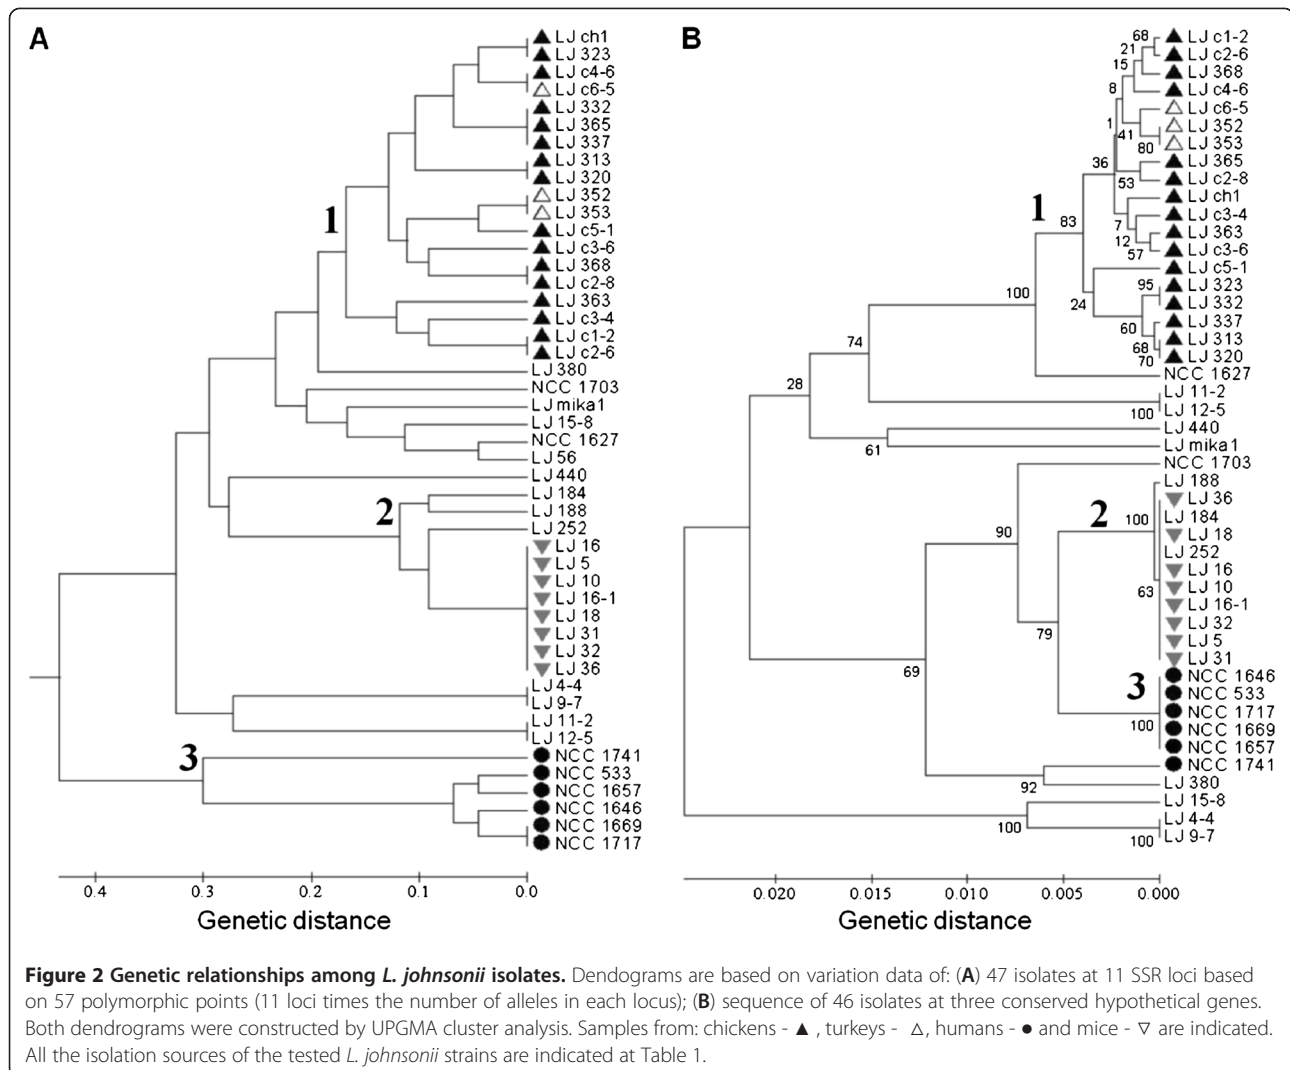 A
LJ ch1
LJ 323
LJ c4-6
LJ c6-5
LJ 332
LJ 365
LJ 337
LJ 313
LJ 320
LJ 352
LJ 353
LJ c5-1
LJ c3-6
LJ 368
LJ c2-8
LJ 363
LJ c3-4
LJ c1-2
LJ c2-6
LJ 380
NCC 1703
LJ mika1
LJ 15-8
NCC 1627
LJ 56
LJ 440
LJ 184
LJ 188
LJ 252
LJ 16
LJ 5
LJ 10
LJ 16-1
LJ 18
LJ 31
LJ 32
LJ 36
LJ 4-4
LJ 9-7
LJ 11-2
LJ 12-5
NCC 1741
NCC 533
NCC 1657
NCC 1646
NCC 1669
NCC 1717
1
2
3
0.4 0.3 0.2 0.1 0.0
Genetic distance
B
LJ c1-2
LJ c2-6
LJ 368
LJ c4-6
LJ c6-5
LJ 352
LJ 353
LJ 365
LJ c2-8
LJ ch1
LJ c3-4
LJ 363
LJ c3-6
LJ c5-1
LJ 323
LJ 332
LJ 337
LJ 313
LJ 320
NCC 1627
LJ 11-2
LJ 12-5
LJ 440
LJ mika1
NCC 1703
LJ 188
LJ 36
LJ 184
LJ 18
LJ 252
LJ 16
LJ 10
LJ 16-1
LJ 32
LJ 5
LJ 31
NCC 1646
NCC 533
NCC 1717
NCC 1669
NCC 1657
NCC 1741
LJ 380
LJ 15-8
LJ 4-4
LJ 9-7
68
21
15
8
1
41
80
36
53
7
12
57
1
83
95
24
60
68
70
100
74
28
100
61
2
100
90
63
79
3
69
100
92
100
100
0.020 0.015 0.010 0.005 0.000
Genetic distance
Figure 2 Genetic relationships among L. johnsonii isolates. Dendograms are based on variation data of: (A) 47 isolates at 11 SSR loci based
on 57 polymorphic points (11 loci times the number of alleles in each locus); (B) sequence of 46 isolates at three conserved hypothetical genes.
Both dendrograms were constructed by UPGMA cluster analysis. Samples from: chickens - ▲ , turkeys - △, humans - ● and mice - ▽ are indicated.
All the isolation sources of the tested L. johnsonii strains are indicated at Table 1.